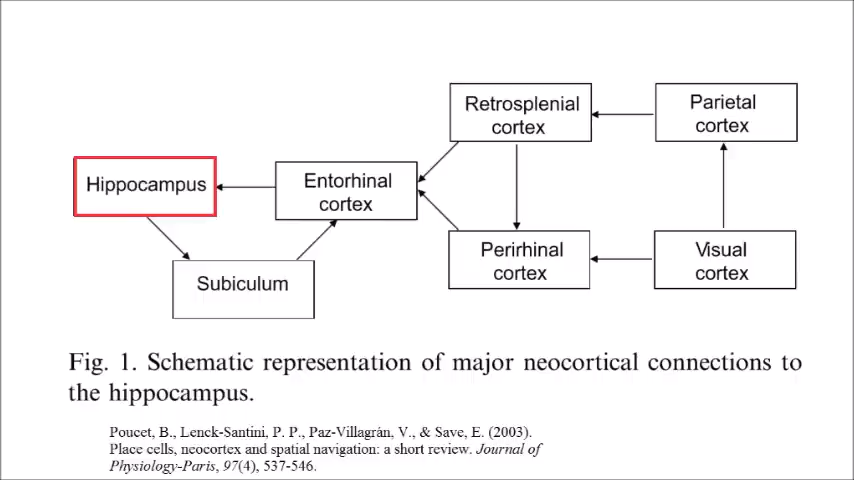 Retrosplenial
cortex
Parietal
cortex
Hippocampus
Entorhinal
cortex
Perirhinal
cortex
Visual
cortex
Subiculum
Fig. 1. Schematic representation of major neocortical connections to
the hippocampus.
Poucet, B., Lenck-Santini, P. P., Paz-Villagrán, V., & Save, E. (2003).
Place cells, neocortex and spatial navigation: a short review. Journal of
Physiology-Paris, 97(4), 537-546.